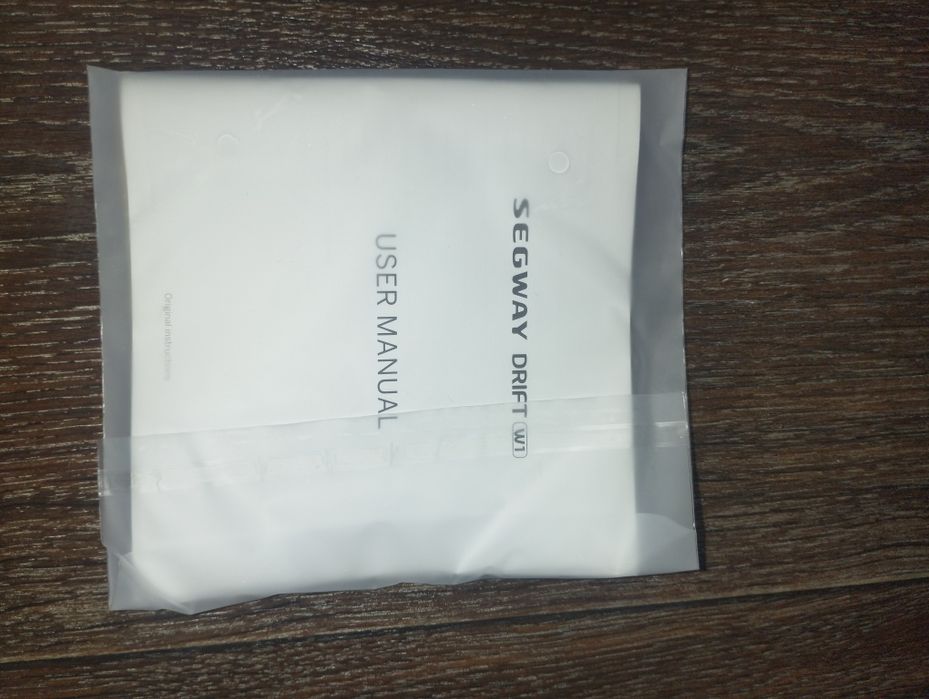 SEGWAY DRIFT W1
USER MANUAL
Original instructions